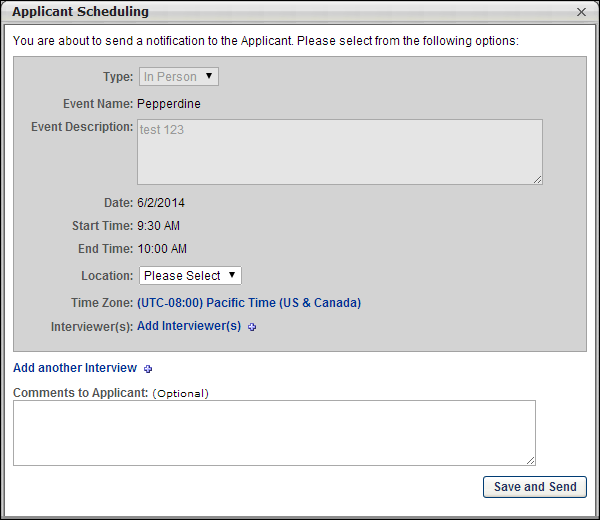 Applicant Scheduling
You are about to send a notification to the Applicant. Please select from the following options:
Type: In Person
Event Name: Pepperdine
Event Description: test 123
Date: 6/2/2014
Start Time: 9:30 AM
End Time: 10:00 AM
Location: Please Select
Time Zone: (UTC-08:00) Pacific Time (US & Canada)
Interviewer(s): Add Interviewer(s)
Add another Interview
Comments to Applicant: (Optional)
Save and Send